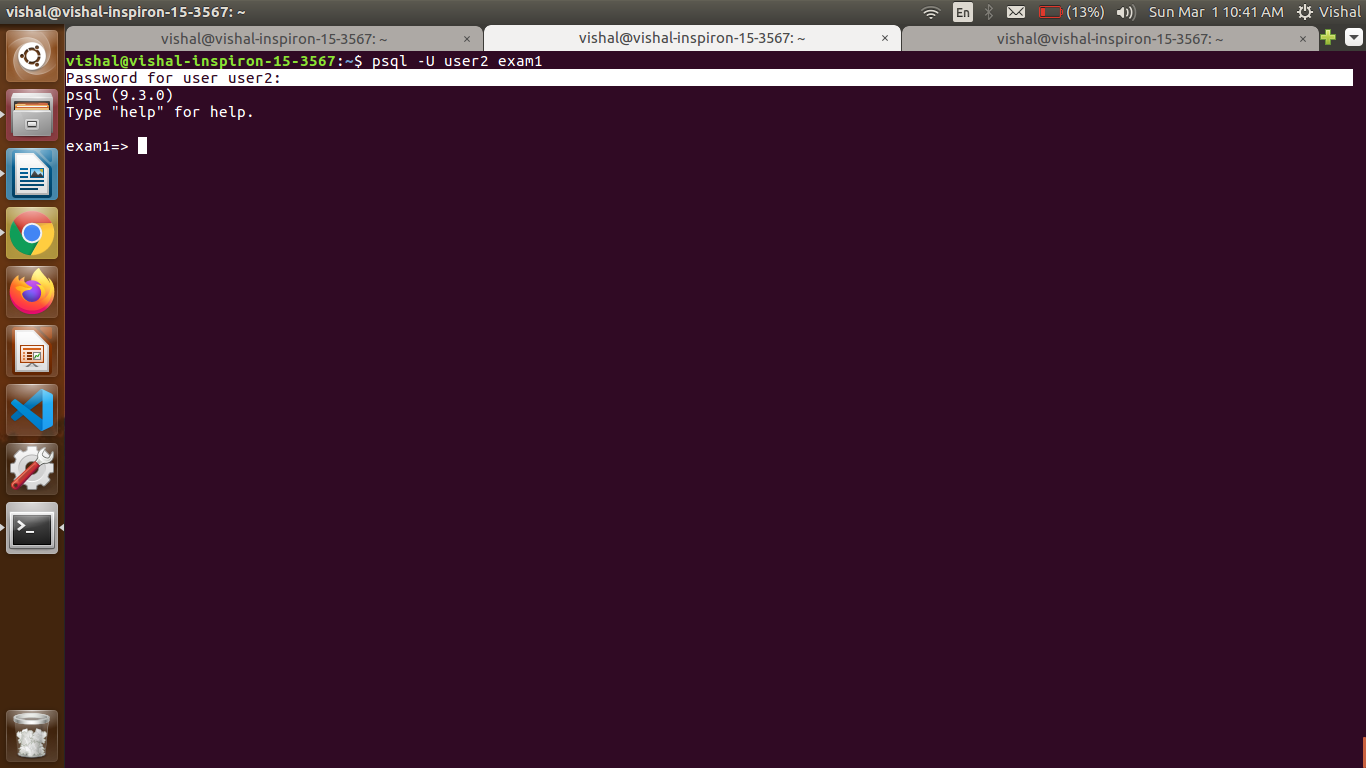 vishal@vishal-inspiron-15-3567: ~
En
(13%)
Sun Mar 1 10:41 AM
Vishal
vishal@vishal-inspiron-15-3567: ~ ×
vishal@vishal-inspiron-15-3567: ~ ×
vishal@vishal-inspiron-15-3567: ~ ×
vishal@vishal-inspiron-15-3567:~$ psql -U user2 exam1
Password for user user2:
psql (9.3.0)
Type "help" for help.
exam1=>